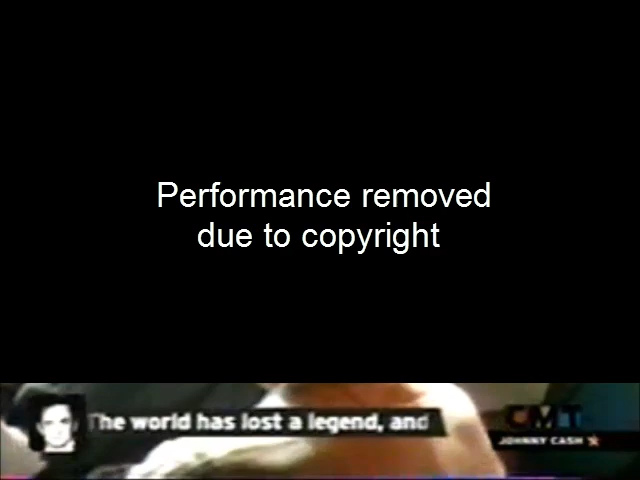 Performance removed
due to copyright
The world has lost a legend, and
CMT
JOHNNY CASH